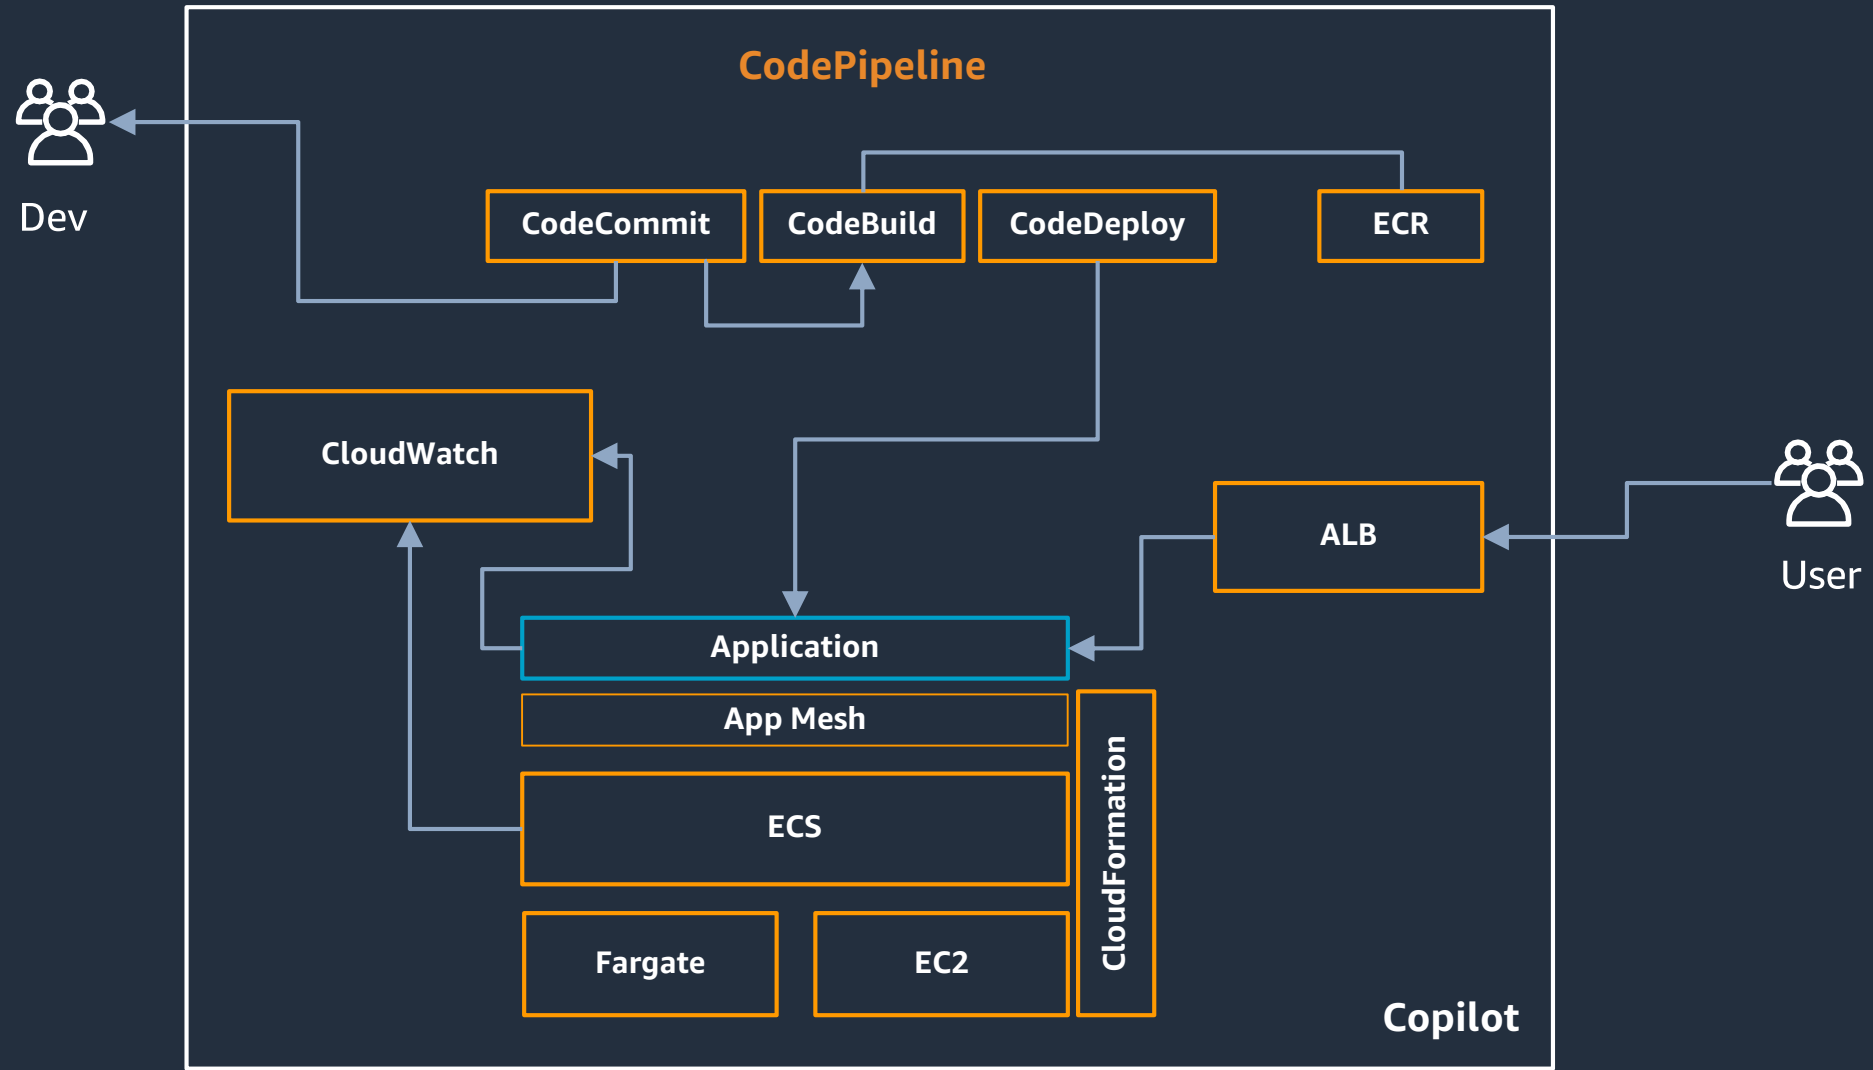 CodePipeline
Dev
CodeCommit
CodeBuild
CodeDeploy
ECR
CloudWatch
ALB
User
Application
App Mesh
ECS
CloudFormation
Fargate
EC2
Copilot